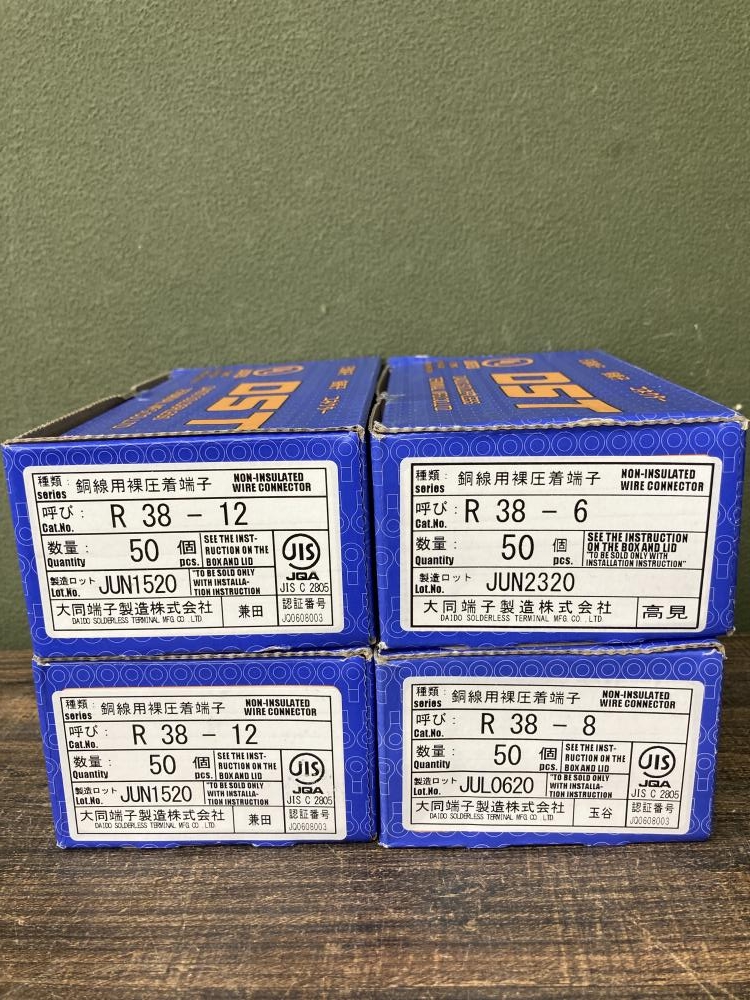 DST
DST
種類: 銅線用裸圧着端子 NON-INSULATED
series WIRE CONNECTOR
呼び: R 38 - 12
Cat.No.
数量: 50 個 SEE THE INST-
RUCTION ON THE
Quantity pcs. BOX AND LID
製造ロット JUN1520 "TO BE SOLD ONLY
Lot.No. WITH INSTALLA-
TION INSTRUCTION
JIS
JQA
JIS C 2805
大同端子製造株式会社 兼田 認証番号
DAIDO SOLDERLESS TERMINAL MFG. CO .LTD. JQ0608003
種類: 銅線用裸圧着端子 NON-INSULATED
series WIRE CONNECTOR
呼び: R 38 - 6
Cat.No.
数量: 50 個 SEE THE INSTRUCTION
ON THE BOX AND LID
Quantity pcs. "TO BE SOLD ONLY WITH
INSTALLATION INSTRUCTION"
製造ロット JUN2320
Lot.No.
大同端子製造株式会社 高見
DAIDO SOLDERLESS TERMINAL MFG. CO. LTD.
種類: 銅線用裸圧着端子 NON-INSULATED
series WIRE CONNECTOR
呼び: R 38 - 12
Cat.No.
数量: 50 個 SEE THE INST-
RUCTION ON THE
Quantity pcs. BOX AND LID
製造ロット JUN1520 "TO BE SOLD ONLY
Lot.No. WITH INSTALLA-
TION INSTRUCTION
JIS
JQA
JIS C 2805
大同端子製造株式会社 兼田 認証番号
DAIDO SOLDERLESS TERMINAL MFG. CO .LTD. JQ0608003
種類: 銅線用裸圧着端子 NON-INSULATED
series WIRE CONNECTOR
呼び: R 38 - 8
Cat.No.
数量: 50 個 SEE THE INST-
RUCTION ON THE
Quantity pcs. BOX AND LID
製造ロット JUL0620 "TO BE SOLD ONLY
Lot.No. WITH INSTALLA-
TION INSTRUCTION
JIS
JQA
JIS C 2805
大同端子製造株式会社 玉谷 認証番号
DAIDO SOLDERLESS TERMINAL MFG. CO .LTD. JQ0608003